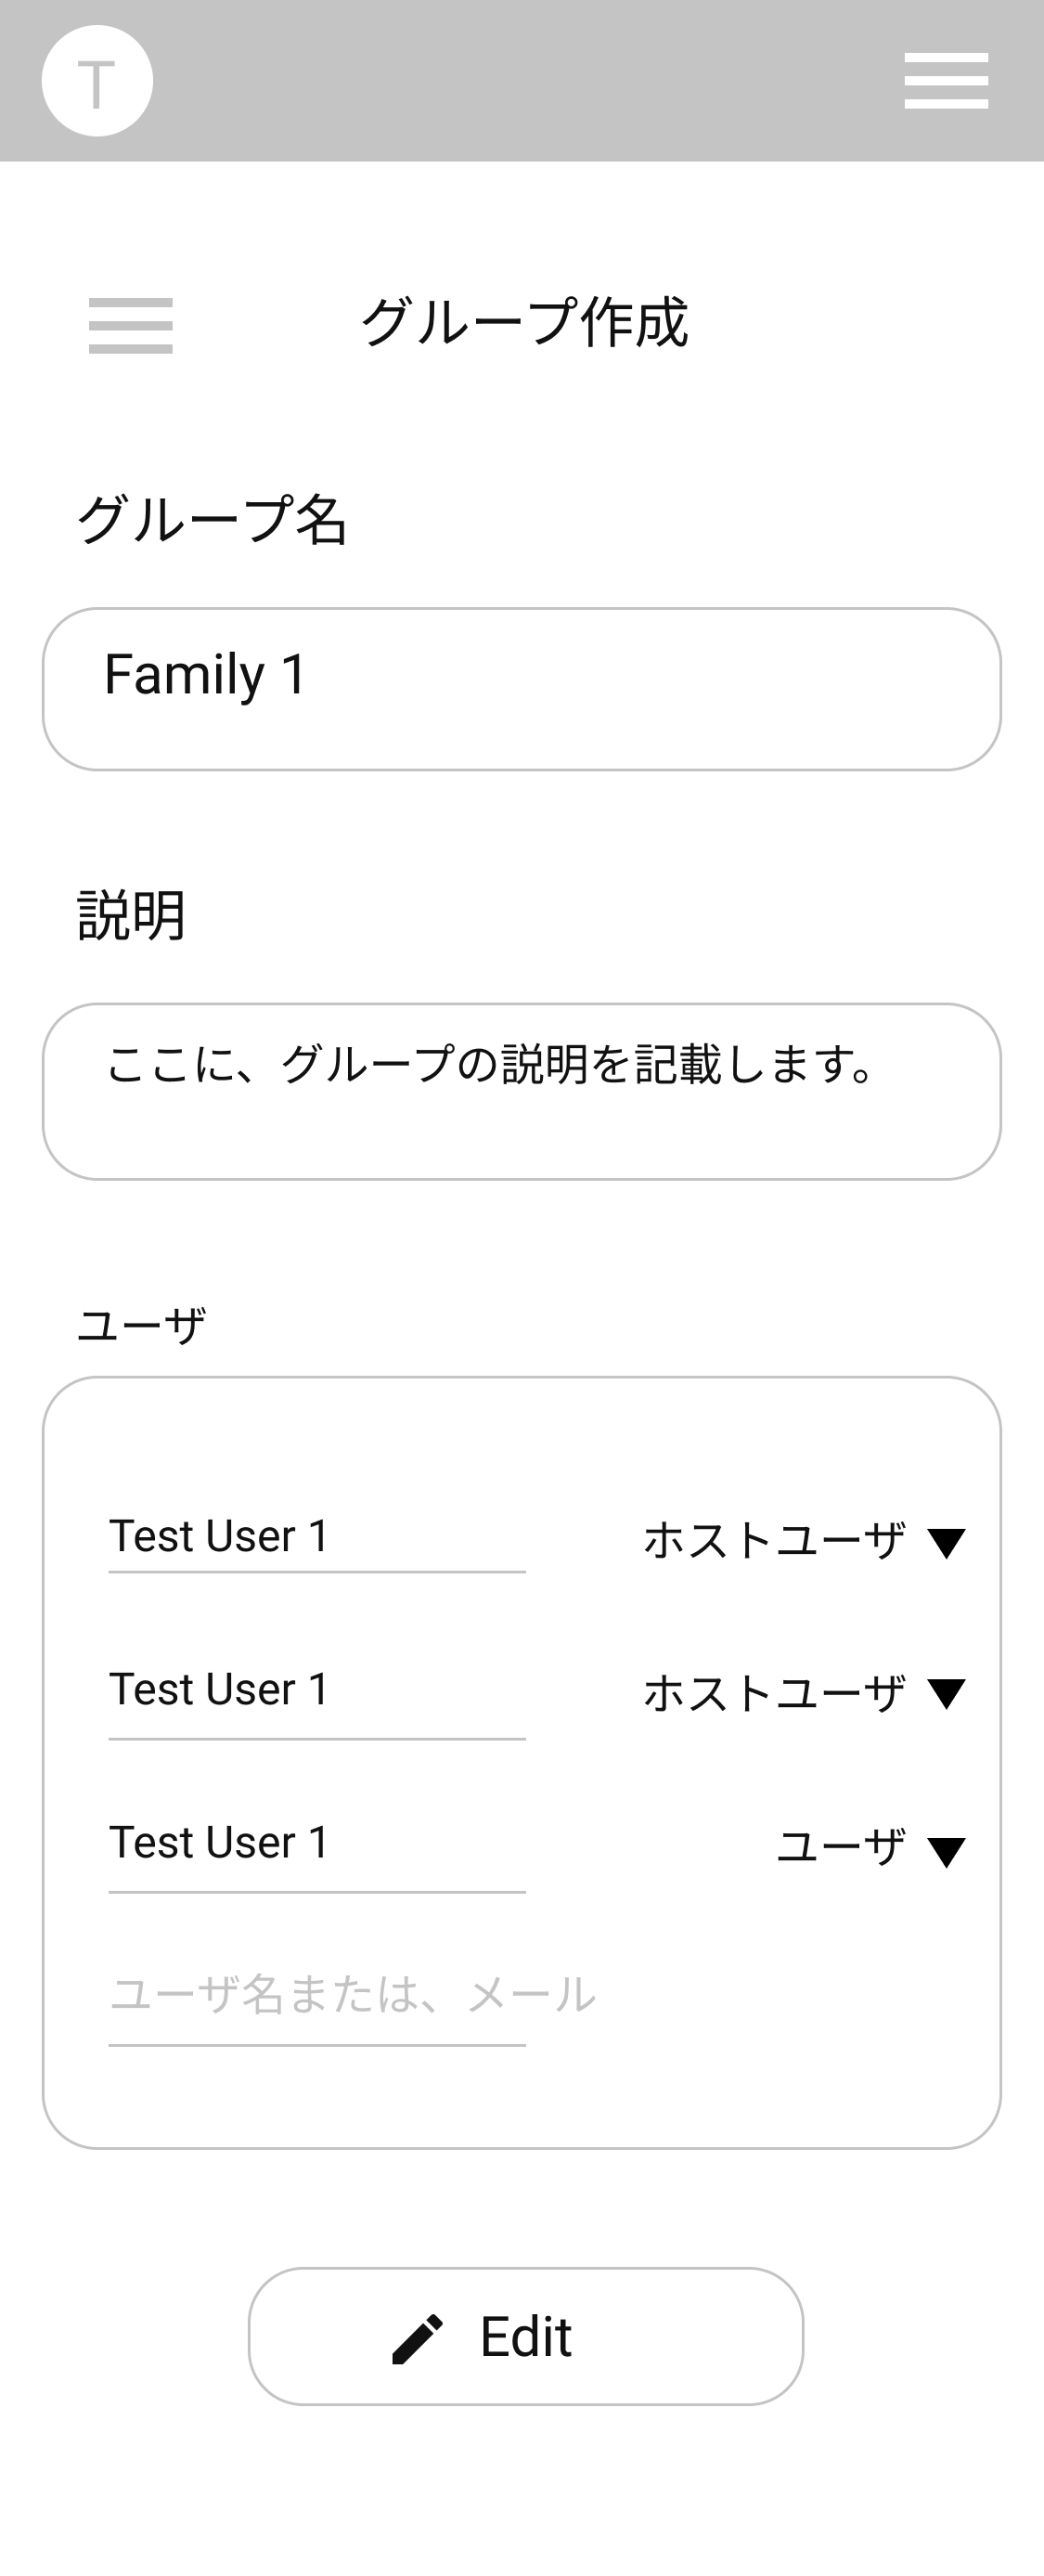 T
グループ作成
グループ名
Family 1
説明
ここに、グループの説明を記載します。
ユーザ
Test User 1 ホストユーザ ▼
Test User 1 ホストユーザ ▼
Test User 1 ユーザ ▼
ユーザ名または、メール
Edit